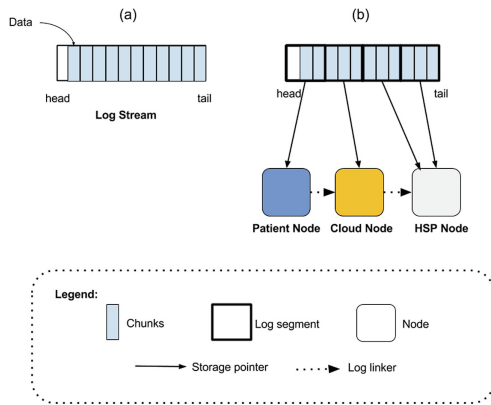 (a)
(b)
Data
head
tail
Log Stream
head
tail
Patient Node
Cloud Node
HSP Node
Legend:
Chunks
Log segment
Node
Storage pointer
Log linker